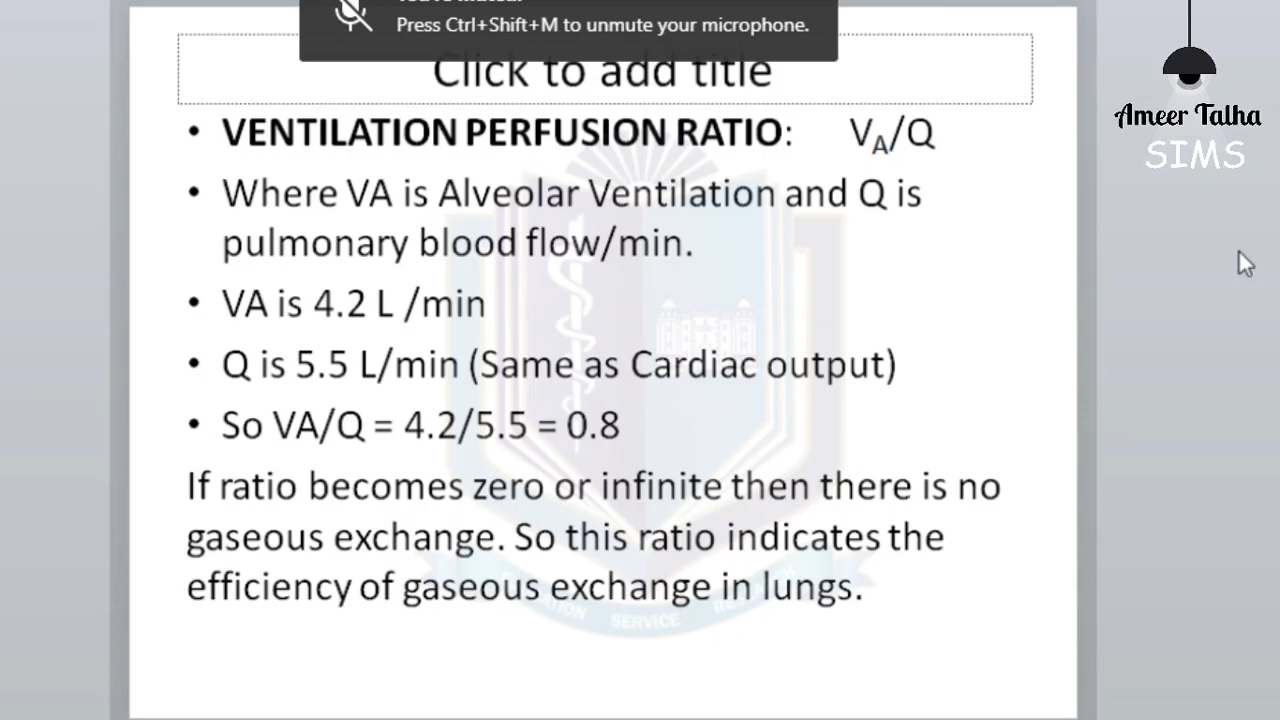 Press Ctrl+Shift+M to unmute your microphone.
Click to add title
Ameer Talha
SIMS
• VENTILATION PERFUSION RATIO: VA/Q
• Where VA is Alveolar Ventilation and Q is
pulmonary blood flow/min.
• VA is 4.2 L /min
• Q is 5.5 L/min (Same as Cardiac output)
• So VA/Q = 4.2/5.5 = 0.8
If ratio becomes zero or infinite then there is no
gaseous exchange. So this ratio indicates the
efficiency of gaseous exchange in lungs.
SERVICE